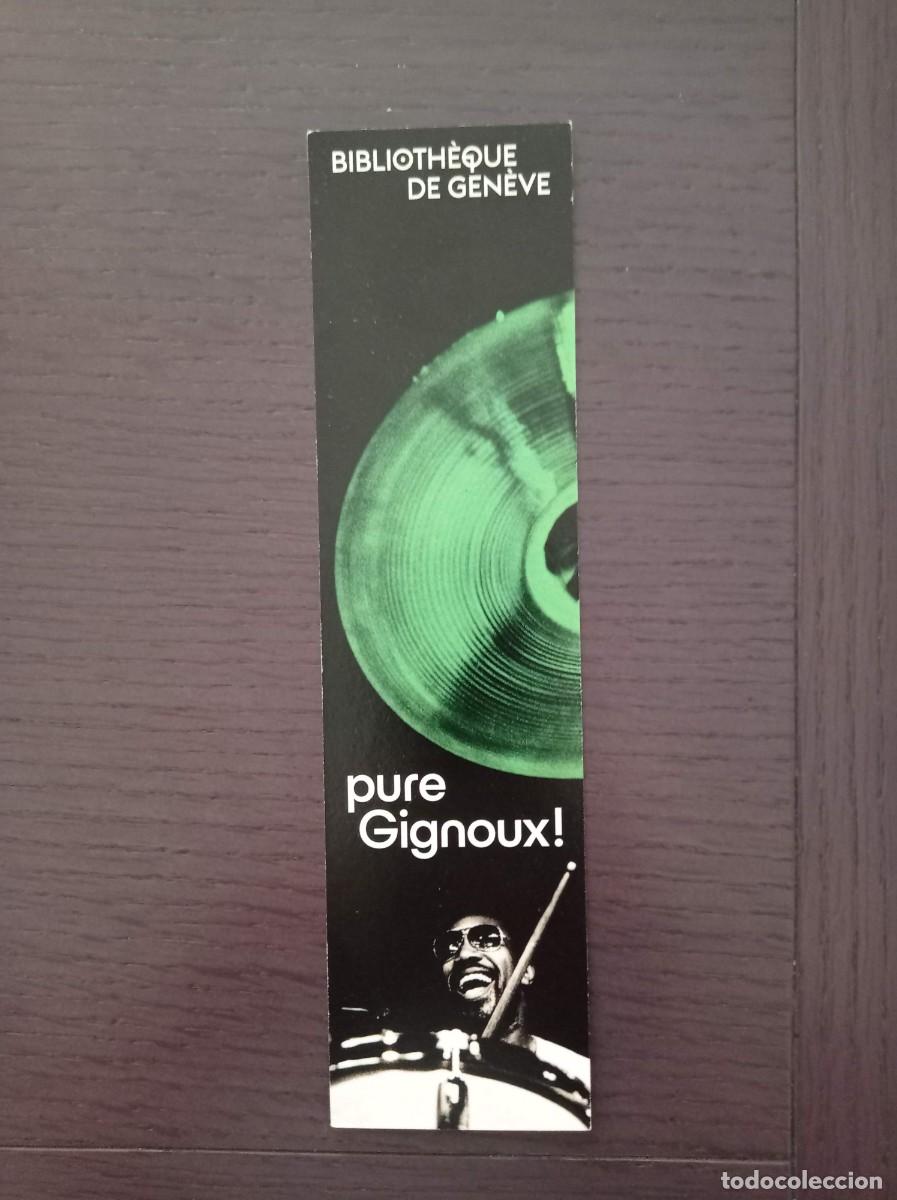 BIBLIOTHÈQUE
DE GENÈVE
pure
Gignoux!
todocoleccion